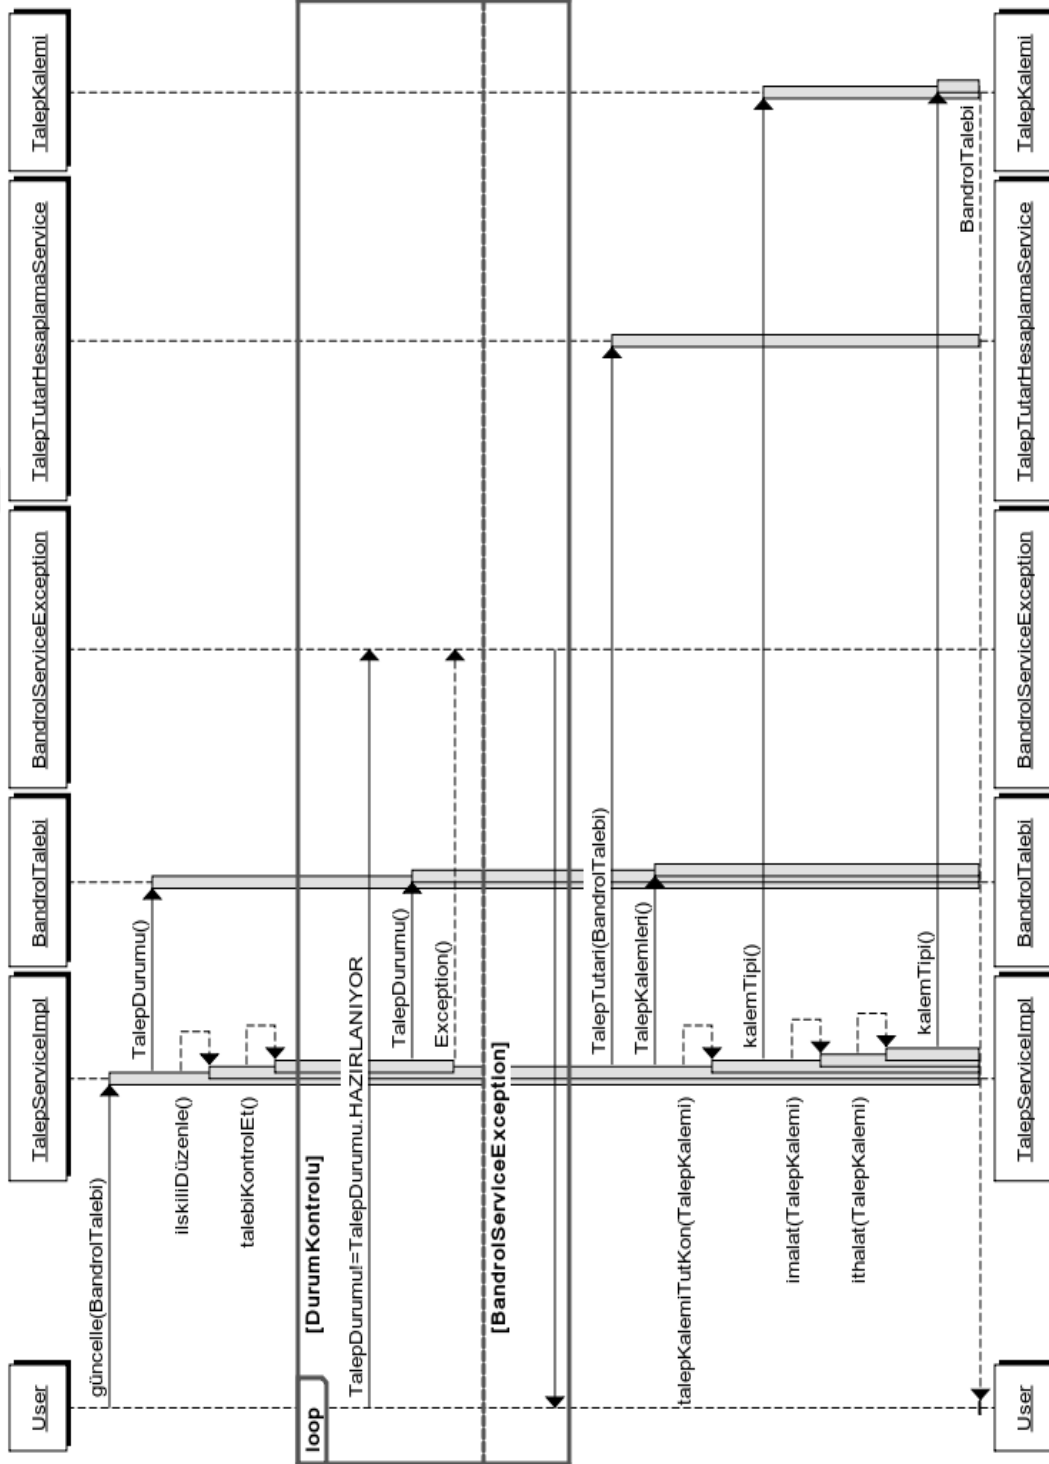 User
TalepServiceImpl
BandrolTalebi
BandrolServiceException
TalepTutarHesaplamaService
TalepKalemi
güncelle(BandrolTalebi)
TalepDurumu()
ilskiliDüzenle()
talebiKontrolEt()
loop
[DurumKontrolu]
TalepDurumu!=TalepDurumu.HAZIRLANIYOR
TalepDurumu()
Exception()
[BandrolServiceException]
TalepTutari(BandrolTalebi)
TalepKalemleri()
talepKalemiTutKon(TalepKalemi)
kalemTipi()
imalat(TalepKalemi)
ithalat(TalepKalemi)
kalemTipi()
BandrolTalebi
User
TalepServiceImpl
BandrolTalebi
BandrolServiceException
TalepTutarHesaplamaService
TalepKalemi